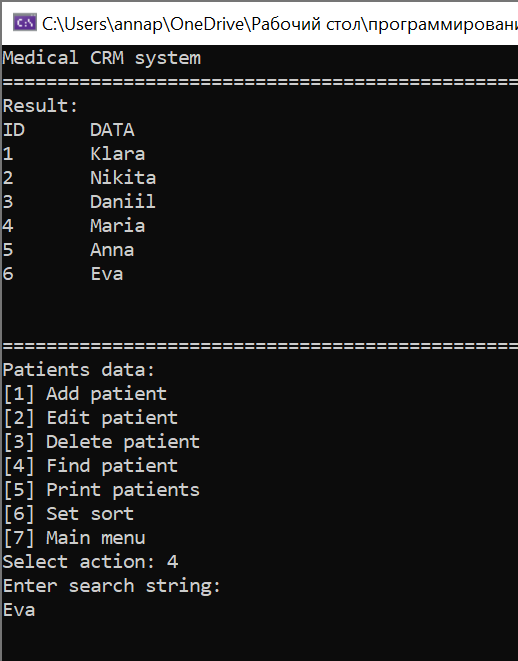 C:\Users\annap\OneDrive\Рабочий стол\программировани
Medical CRM system
===============================================
Result:
ID DATA
1 Klara
2 Nikita
3 Daniil
4 Maria
5 Anna
6 Eva
===============================================
Patients data:
[1] Add patient
[2] Edit patient
[3] Delete patient
[4] Find patient
[5] Print patients
[6] Set sort
[7] Main menu
Select action: 4
Enter search string:
Eva